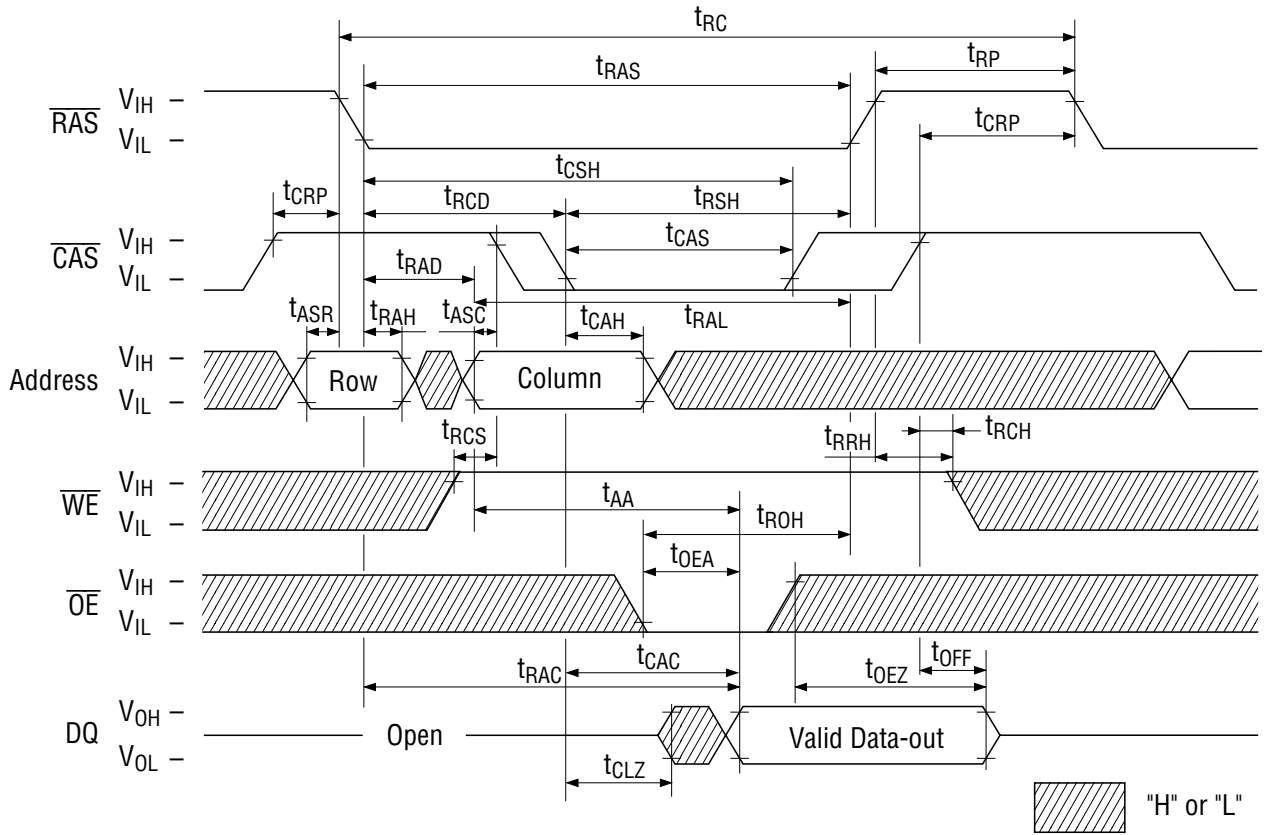 tRC
tRP
tRAS
RAS
VIH
VIL
tCRP
tCSH
tCRP
tRCD
tRSH
CAS
VIH
VIL
tCAS
tRAD
tRAL
tASR
tRAH
tASC
tCAH
Address
VIH
VIL
Row
Column
tRCS
tRRH
tRCH
WE
VIH
VIL
tAA
tROH
tOEA
OE
VIH
VIL
tCAC
tOFF
tRAC
tOEZ
DQ
VOH
VOL
Open
Valid Data-out
tCLZ
"H" or "L"